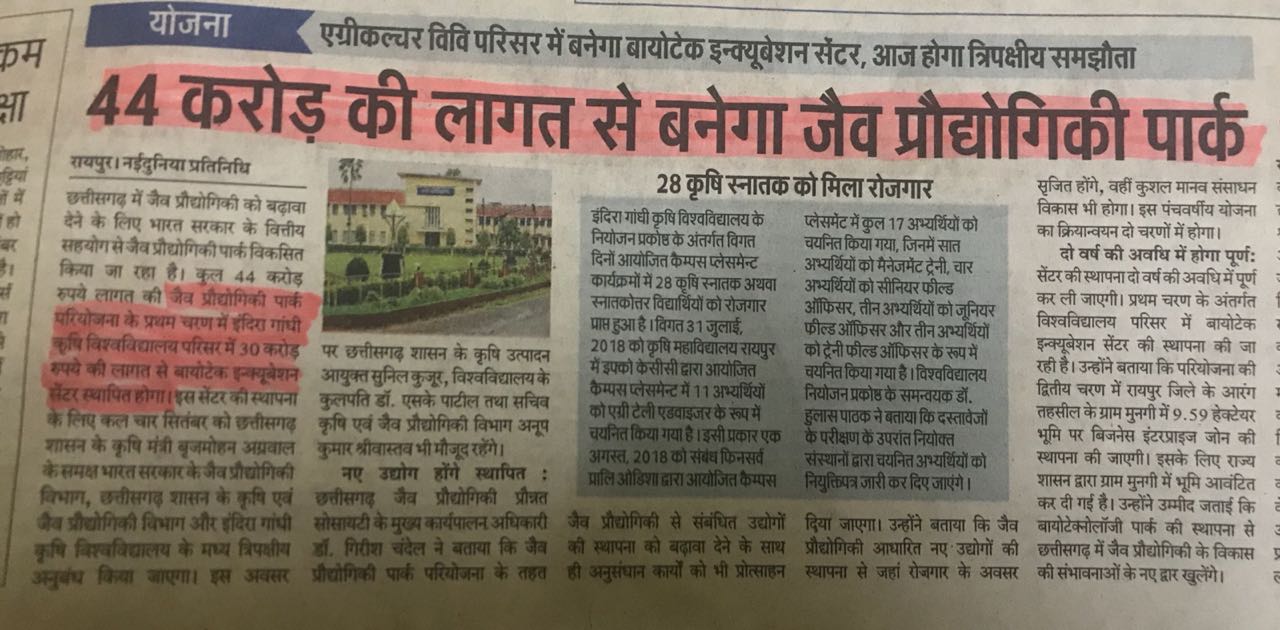 योजना
एग्रीकल्चर विवि परिसर में बनेगा बायोटेक इन्क्यूबेशन सेंटर, आज होगा त्रिपक्षीय समझौता
44 करोड़ की लागत से बनेगा जैव प्रौद्योगिकी पार्क
रायपुर। नईदुनिया प्रतिनिधि
छत्तीसगढ़ में जैव प्रौद्योगिकी को बढ़ावा
देने के लिए भारत सरकार के वित्तीय
सहयोग से जैव प्रौद्योगिकी पार्क विकसित
किया जा रहा है। कुल 44 करोड़
रुपये लागत की जैव प्रौद्योगिकी पार्क
परियोजना के प्रथम चरण में इंदिरा गांधी
कृषि विश्वविद्यालय परिसर में 30 करोड़
रुपये की लागत से बायोटेक इन्क्यूबेशन
सेंटर स्थापित होगा। इस सेंटर की स्थापना
के लिए कल चार सितंबर को छत्तीसगढ़
शासन के कृषि मंत्री बृजमोहन अग्रवाल
के समक्ष भारत सरकार के जैव प्रौद्योगिकी
विभाग, छत्तीसगढ़ शासन के कृषि एवं
जैव प्रौद्योगिकी विभाग और इंदिरा गांधी
कृषि विश्वविद्यालय के मध्य त्रिपक्षीय
अनुबंध किया जाएगा। इस अवसर
पर छत्तीसगढ़ शासन के कृषि उत्पादन
आयुक्त सुनिल कुजूर, विश्वविद्यालय के
कुलपति डॉ. एसके पाटील तथा सचिव
कृषि एवं जैव प्रौद्योगिकी विभाग अनूप
कुमार श्रीवास्तव भी मौजूद रहेंगे।
नए उद्योग होंगे स्थापित :
छत्तीसगढ़ जैव प्रौद्योगिकी प्रौन्नत
सोसायटी के मुख्य कार्यपालन अधिकारी
डॉ. गिरीश चंदेल ने बताया कि जैव
प्रौद्योगिकी पार्क परियोजना के तहत
28 कृषि स्नातक को मिला रोजगार
इंदिरा गांधी कृषि विश्वविद्यालय के
नियोजन प्रकोष्ठ के अंतर्गत विगत
दिनों आयोजित कैम्पस प्लेसमेंट
कार्यक्रमों में 28 कृषि स्नातक अथवा
स्नातकोत्तर विद्यार्थियों को रोजगार
प्राप्त हुआ है। विगत 31 जुलाई,
2018 को कृषि महाविद्यालय रायपुर
में इफको केसीसी द्वारा आयोजित
कैम्पस प्लेसमेंट में 11 अभ्यर्थियों
को एग्री टेली एडवाइजर के रूप में
चयनित किया गया है। इसी प्रकार एक
अगस्त, 2018 को संबंध फिनसर्व
प्रालि ओडिशा द्वारा आयोजित कैम्पस
प्लेसमेंट में कुल 17 अभ्यर्थियों को
चयनित किया गया, जिनमें सात
अभ्यर्थियों को मैनेजमेंट ट्रेनी, चार
अभ्यर्थियों को सीनियर फील्ड
ऑफिसर, तीन अभ्यर्थियों को जूनियर
फील्ड ऑफिसर और तीन अभ्यर्थियों
को ट्रेनी फील्ड ऑफिसर के रूप में
चयनित किया गया है। विश्वविद्यालय
नियोजन प्रकोष्ठ के समन्वयक डॉ.
हुलास पाठक ने बताया कि दस्तावेजों
के परीक्षण के उपरांत नियोक्त
संस्थानों द्वारा चयनित अभ्यर्थियों को
नियुक्तिपत्र जारी कर दिए जाएंगे।
जैव प्रौद्योगिकी से संबंधित उद्योगों
की स्थापना को बढ़ावा देने के साथ
ही अनुसंधान कार्यों को भी प्रोत्साहन
दिया जाएगा। उन्होंने बताया कि जैव
प्रौद्योगिकी आधारित नए उद्योगों की
स्थापना से जहां रोजगार के अवसर
सृजित होंगे, वहीं कुशल मानव संसाधन
विकास भी होगा। इस पंचवर्षीय योजना
का क्रियान्वयन दो चरणों में होगा।
दो वर्ष की अवधि में होगा पूर्ण:
सेंटर की स्थापना दो वर्ष की अवधि में पूर्ण
कर ली जाएगी। प्रथम चरण के अंतर्गत
विश्वविद्यालय परिसर में बायोटेक
इन्क्यूबेशन सेंटर की स्थापना की जा
रही है। उन्होंने बताया कि परियोजना की
द्वितीय चरण में रायपुर जिले के आरंग
तहसील के ग्राम मुनगी में 9.59 हेक्टेयर
भूमि पर बिजनेस इंटरप्राइज जोन की
स्थापना की जाएगी। इसके लिए राज्य
शासन द्वारा ग्राम मुनगी में भूमि आवंटित
कर दी गई है। उन्होंने उम्मीद जताई कि
बायोटेक्नोलॉजी पार्क की स्थापना से
छत्तीसगढ़ में जैव प्रौद्योगिकी के विकास
की संभावनाओं के नए द्वार खुलेंगे।